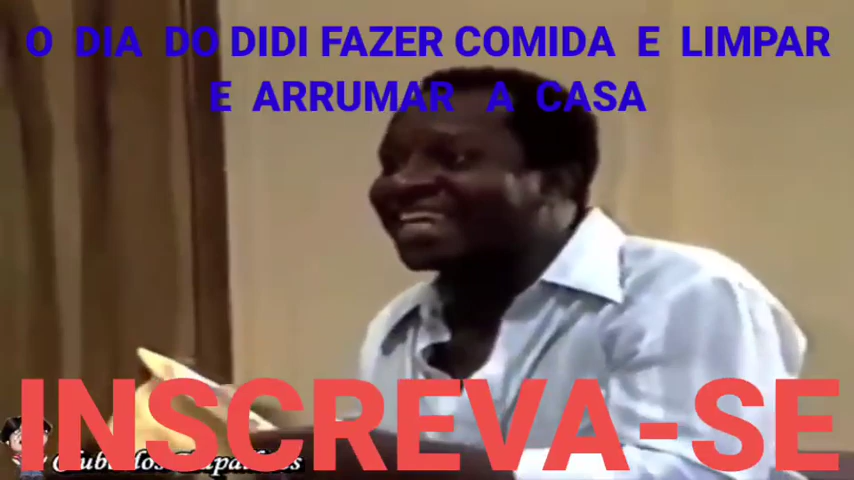 O DIA DO DIDI FAZER COMIDA E LIMPAR
E ARRUMAR A CASA
INSCREVA-SE